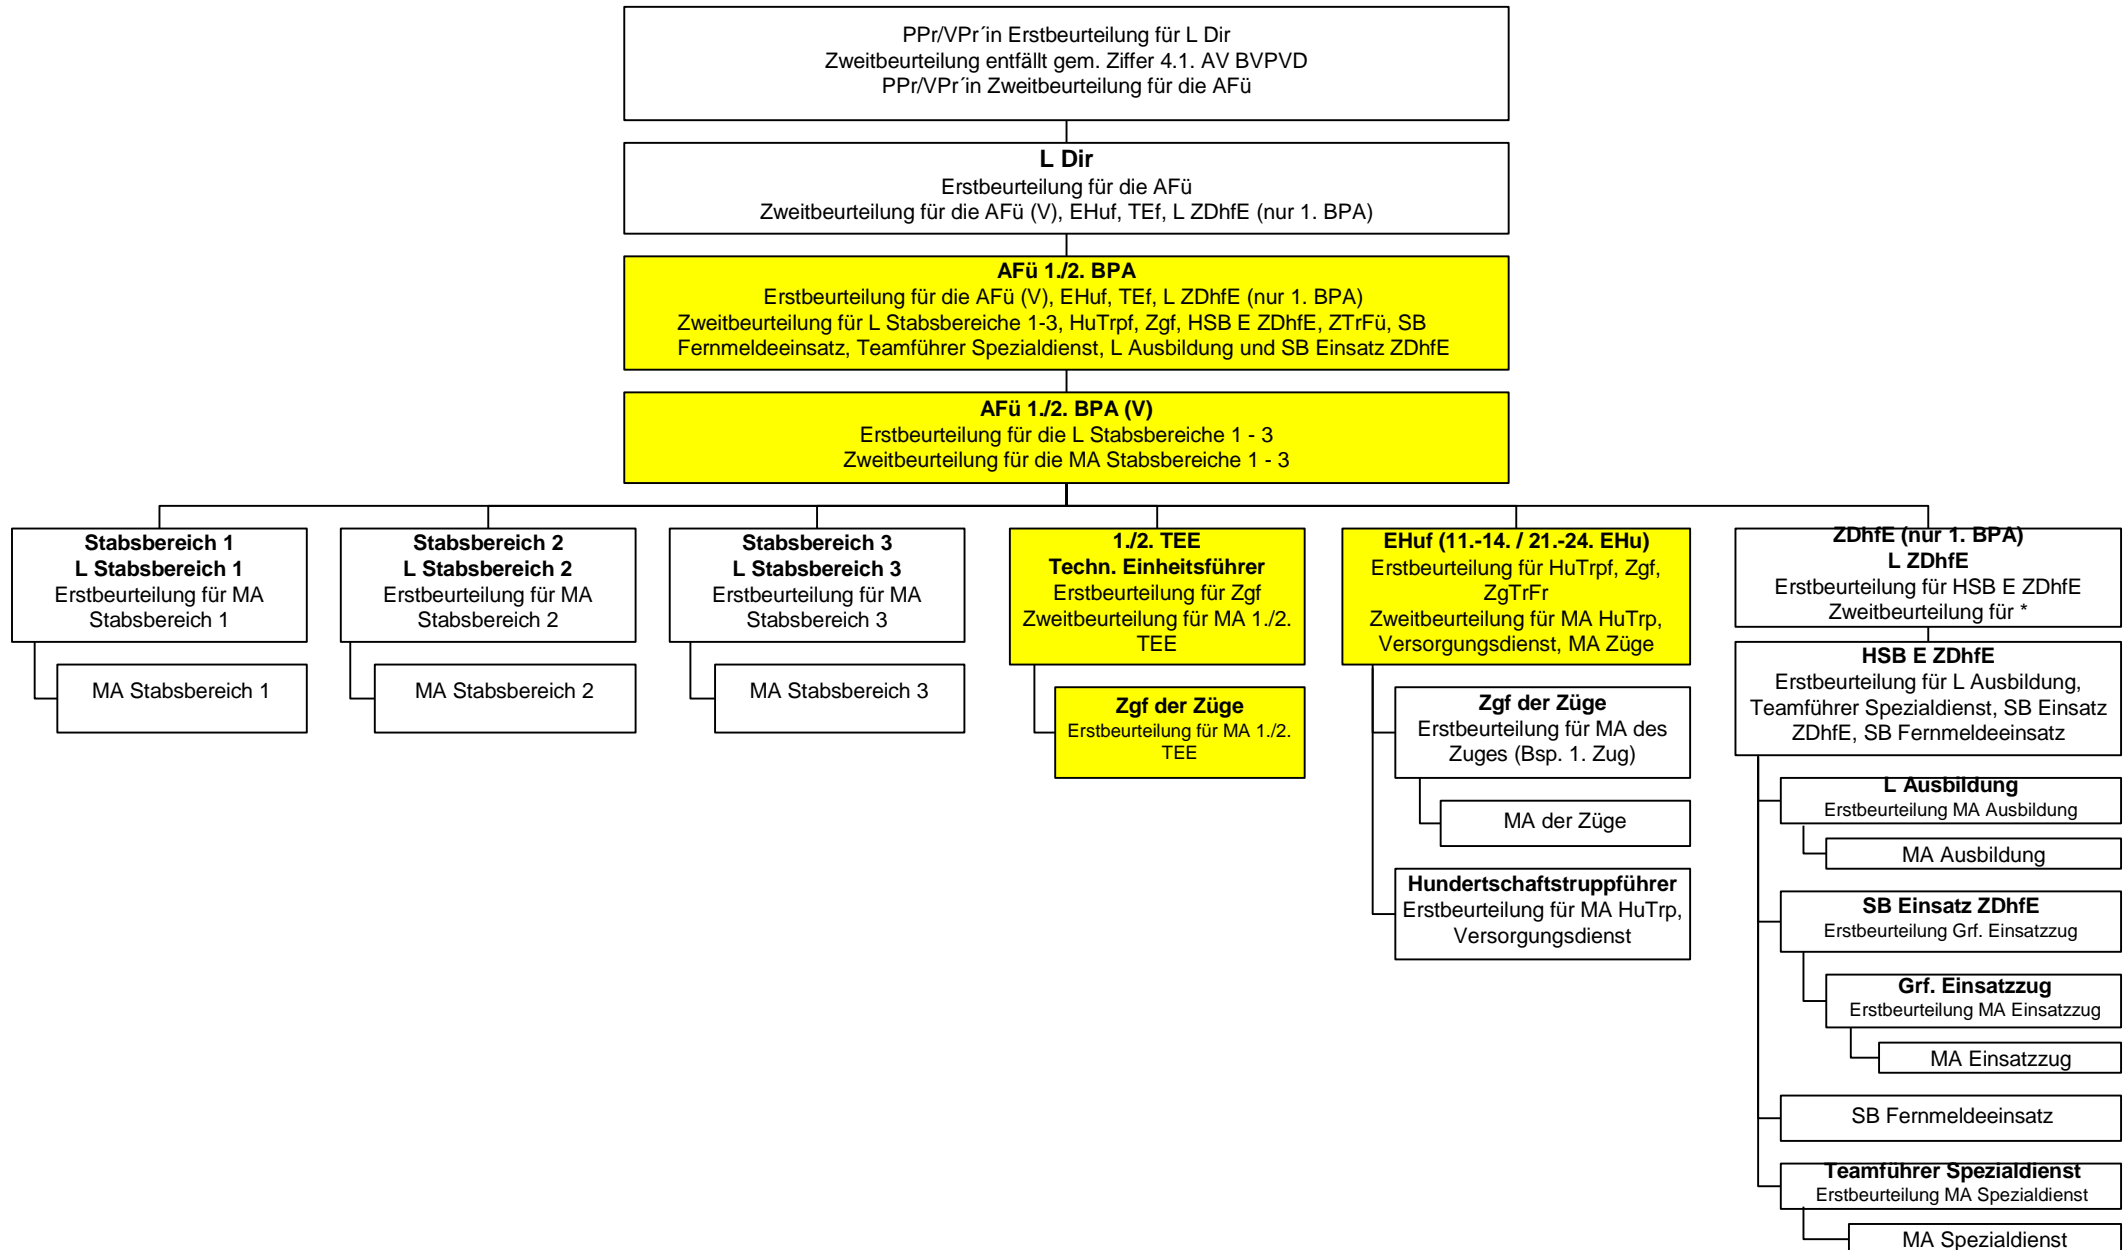 PPr/VPr´in Erstbeurteilung für L Dir
Zweitbeurteilung entfällt gem. Ziffer 4.1. AV BVPVD
PPr/VPr´in Zweitbeurteilung für die AFü
L Dir
Erstbeurteilung für die AFü
Zweitbeurteilung für die AFü (V), EHuf, TEf, L ZDhfE (nur 1. BPA)
AFü 1./2. BPA
Erstbeurteilung für die AFü (V), EHuf, TEf, L ZDhfE (nur 1. BPA)
Zweitbeurteilung für L Stabsbereiche 1-3, HuTrpf, Zgf, HSB E ZDhfE, ZTrFü, SB
Fernmeldeeinsatz, Teamführer Spezialdienst, L Ausbildung und SB Einsatz ZDhfE
AFü 1./2. BPA (V)
Erstbeurteilung für die L Stabsbereiche 1 - 3
Zweitbeurteilung für die MA Stabsbereiche 1 - 3
Stabsbereich 1
L Stabsbereich 1
Erstbeurteilung für MA
Stabsbereich 1
MA Stabsbereich 1
Stabsbereich 2
L Stabsbereich 2
Erstbeurteilung für MA
Stabsbereich 2
MA Stabsbereich 2
Stabsbereich 3
L Stabsbereich 3
Erstbeurteilung für MA
Stabsbereich 3
MA Stabsbereich 3
1./2. TEE
Techn. Einheitsführer
Erstbeurteilung für Zgf
Zweitbeurteilung für MA 1./2.
TEE
Zgf der Züge
Erstbeurteilung für MA 1./2.
TEE
EHuf (11.-14. / 21.-24. EHu)
Erstbeurteilung für HuTrpf, Zgf,
ZgTrFr
Zweitbeurteilung für MA HuTrp,
Versorgungsdienst, MA Züge
Zgf der Züge
Erstbeurteilung für MA des
Zuges (Bsp. 1. Zug)
MA der Züge
Hundertschaftstruppführer
Erstbeurteilung für MA HuTrp,
Versorgungsdienst
ZDhfE (nur 1. BPA)
L ZDhfE
Erstbeurteilung für HSB E ZDhfE
Zweitbeurteilung für *
HSB E ZDhfE
Erstbeurteilung für L Ausbildung,
Teamführer Spezialdienst, SB Einsatz
ZDhfE, SB Fernmeldeeinsatz
L Ausbildung
Erstbeurteilung MA Ausbildung
MA Ausbildung
SB Einsatz ZDhfE
Erstbeurteilung Grf. Einsatzzug
Grf. Einsatzzug
Erstbeurteilung MA Einsatzzug
MA Einsatzzug
SB Fernmeldeeinsatz
Teamführer Spezialdienst
Erstbeurteilung MA Spezialdienst
MA Spezialdienst